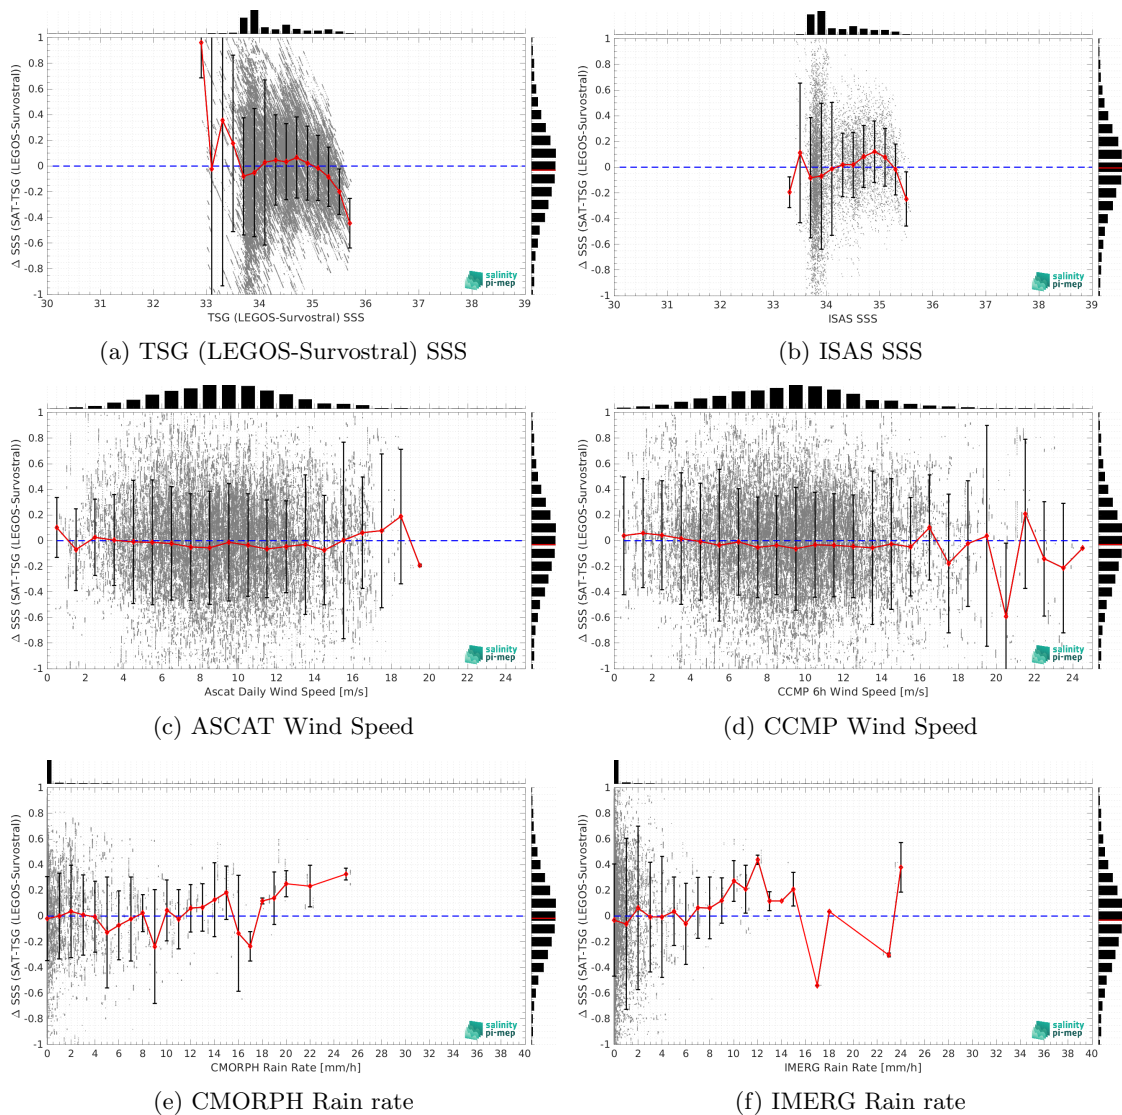 Δ SSS (SAT-TSG (LEGOS-Survostral))
1
0.8
0.6
0.4
0.2
0
-0.2
-0.4
-0.6
-0.8
-1
30 31 32 33 34 35 36 37 38 39
TSG (LEGOS-Survostral) SSS
salinity
pi-mep
(a) TSG (LEGOS-Survostral) SSS
Δ SSS (SAT-TSG (LEGOS-Survostral))
1
0.8
0.6
0.4
0.2
0
-0.2
-0.4
-0.6
-0.8
-1
30 31 32 33 34 35 36 37 38 39
ISAS SSS
salinity
pi-mep
(b) ISAS SSS
Δ SSS (SAT-TSG (LEGOS-Survostral))
1
0.8
0.6
0.4
0.2
0
-0.2
-0.4
-0.6
-0.8
-1
0 2 4 6 8 10 12 14 16 18 20 22 24
Ascat Daily Wind Speed [m/s]
salinity
pi-mep
(c) ASCAT Wind Speed
Δ SSS (SAT-TSG (LEGOS-Survostral))
1
0.8
0.6
0.4
0.2
0
-0.2
-0.4
-0.6
-0.8
-1
0 2 4 6 8 10 12 14 16 18 20 22 24
CCMP 6h Wind Speed [m/s]
salinity
pi-mep
(d) CCMP Wind Speed
Δ SSS (SAT-TSG (LEGOS-Survostral))
1
0.8
0.6
0.4
0.2
0
-0.2
-0.4
-0.6
-0.8
-1
0 2 4 6 8 10 12 14 16 18 20 22 24 26 28 30 32 34 36 38 40
CMORPH Rain Rate [mm/h]
salinity
pi-mep
(e) CMORPH Rain rate
Δ SSS (SAT-TSG (LEGOS-Survostral))
1
0.8
0.6
0.4
0.2
0
-0.2
-0.4
-0.6
-0.8
-1
0 2 4 6 8 10 12 14 16 18 20 22 24 26 28 30 32 34 36 38 40
IMERG Rain Rate [mm/h]
salinity
pi-mep
(f) IMERG Rain rate